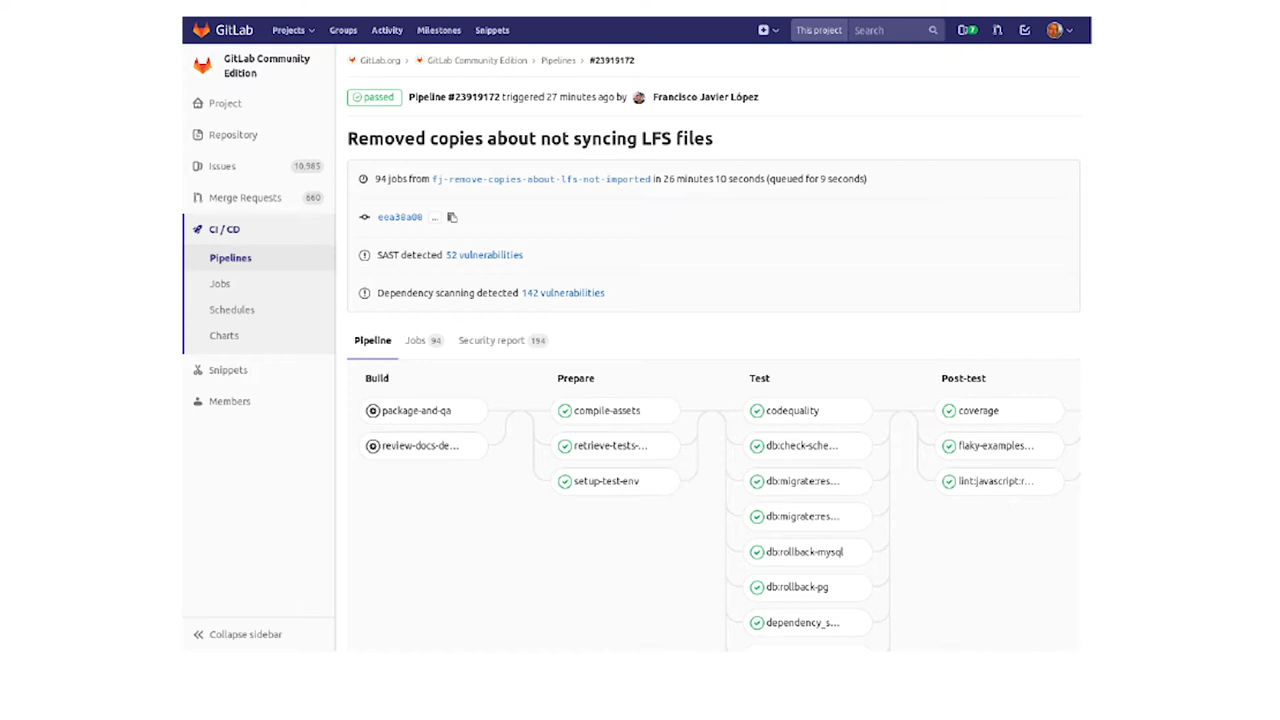 GitLab Projects Groups Activity Milestones Snippets This project Search 7
GitLab Community Edition
Project
Repository
Issues 10,985
Merge Requests 660
CI / CD
Pipelines
Jobs
Schedules
Charts
Snippets
Members
Collapse sidebar
GitLab.org > GitLab Community Edition > Pipelines > #23919172
passed Pipeline #23919172 triggered 27 minutes ago by Francisco Javier López
Removed copies about not syncing LFS files
94 jobs from fj-remove-copies-about-lfs-not-imported in 26 minutes 10 seconds (queued for 9 seconds)
eea38a08 ...
SAST detected 52 vulnerabilities
Dependency scanning detected 142 vulnerabilities
Pipeline Jobs 94 Security report 194
Build
package-and-qa
review-docs-de...
Prepare
compile-assets
retrieve-tests-...
setup-test-env
Test
codequality
db:check-sche...
db:migrate:res...
db:migrate:res...
db:rollback-mysql
db:rollback-pg
dependency_s...
Post-test
coverage
flaky-examples...
lint:javascript:r...